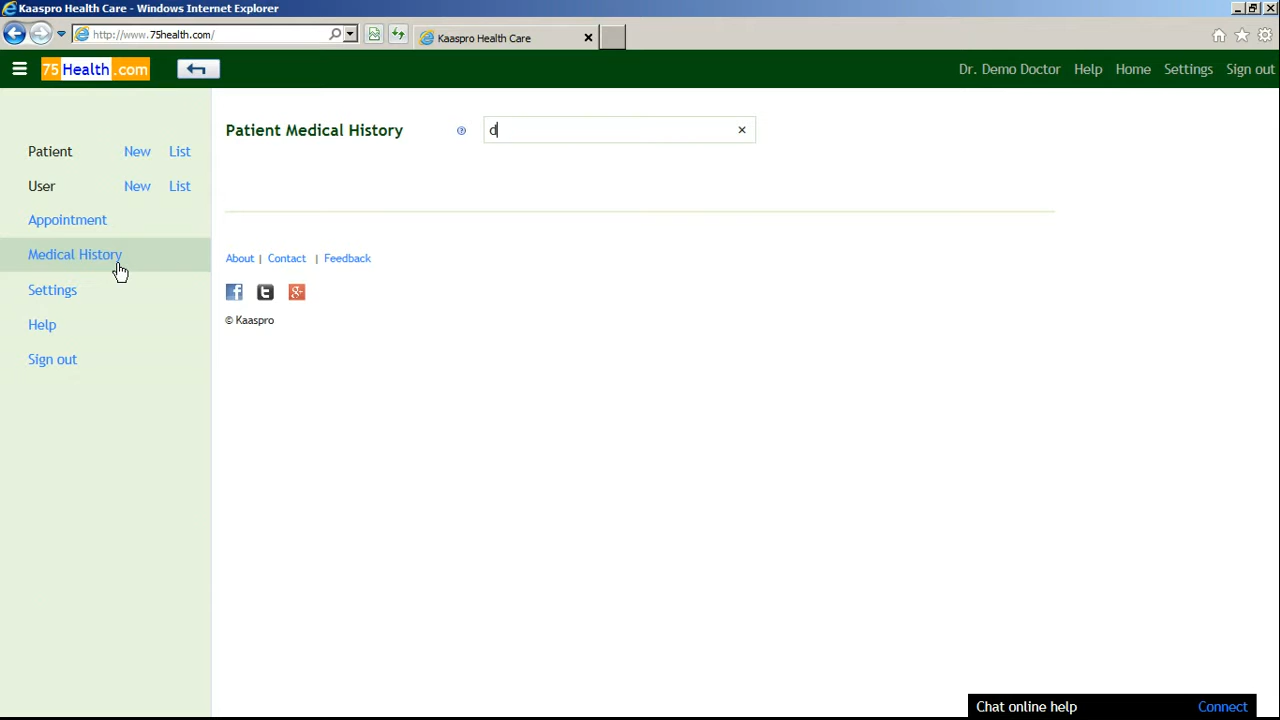 Kaaspro Health Care - Windows Internet Explorer
http://www.75health.com/
Kaaspro Health Care
75Health.com
Dr. Demo Doctor Help Home Settings Sign out
Patient Medical History d
Patient New List
User New List
Appointment
Medical History
Settings
Help
Sign out
About | Contact | Feedback
© Kaaspro
Chat online help Connect